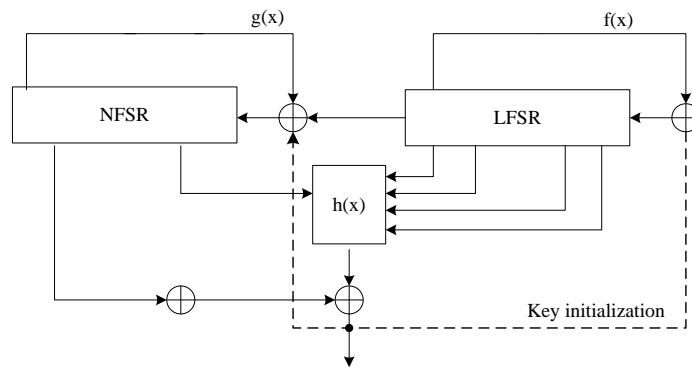 g(x)
f(x)
NFSR
LFSR
h(x)
Key initialization